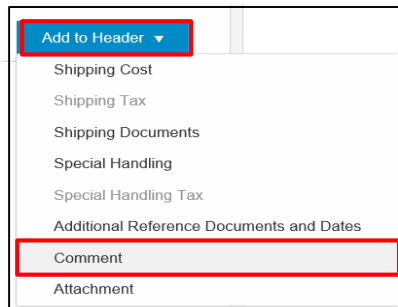 Add to Header ▼
Shipping Cost
Shipping Tax
Shipping Documents
Special Handling
Special Handling Tax
Additional Reference Documents and Dates
Comment
Attachment